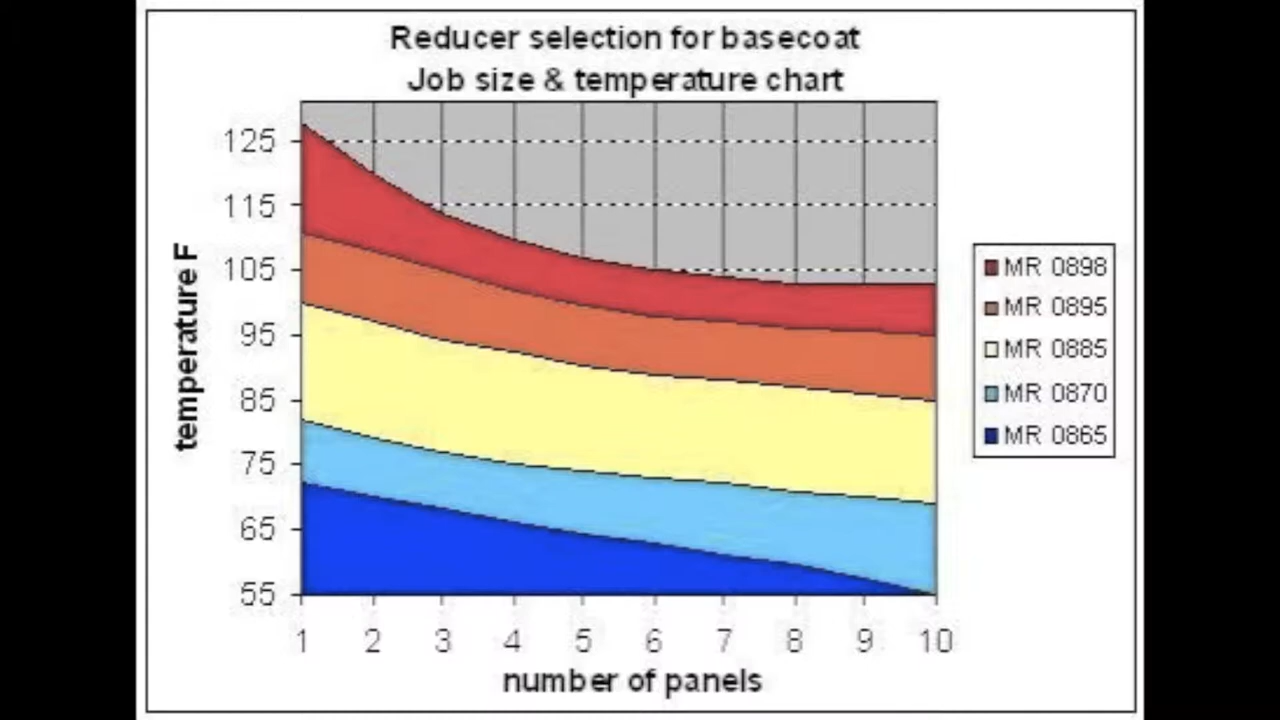 Reducer selection for basecoat
Job size & temperature chart
temperature F
125
115
105
95
85
75
65
55
1 2 3 4 5 6 7 8 9 10
number of panels
MR 0898
MR 0895
MR 0885
MR 0870
MR 0865